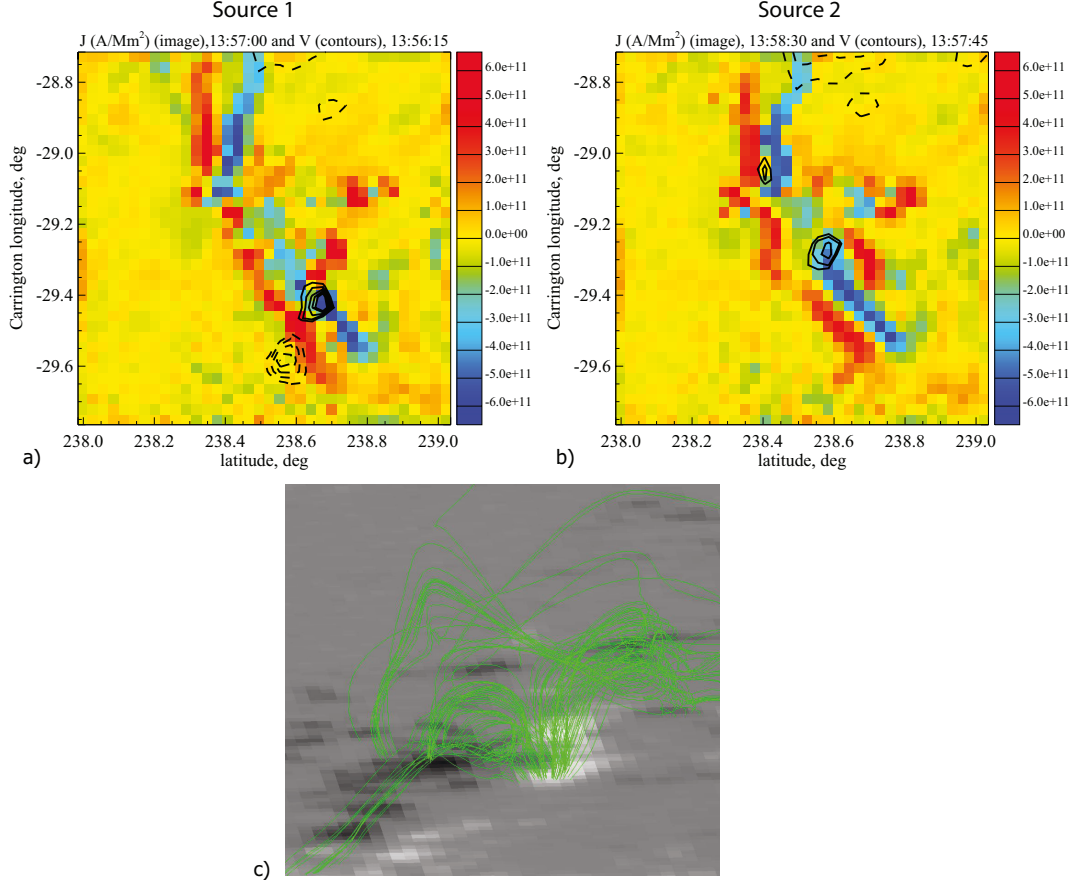 Source 1
Source 2
J (A/Mm²) (image),13:57:00 and V (contours), 13:56:15
J (A/Mm²) (image), 13:58:30 and V (contours), 13:57:45
Carrington longitude, deg
-28.8
-29.0
-29.2
-29.4
-29.6
238.0 238.2 238.4 238.6 238.8 239.0
latitude, deg
6.0e+11
5.0e+11
4.0e+11
3.0e+11
2.0e+11
1.0e+11
0.0e+00
-1.0e+11
-2.0e+11
-3.0e+11
-4.0e+11
-5.0e+11
-6.0e+11
a)
Carrington longitude, deg
-28.8
-29.0
-29.2
-29.4
-29.6
238.0 238.2 238.4 238.6 238.8 239.0
latitude, deg
6.0e+11
5.0e+11
4.0e+11
3.0e+11
2.0e+11
1.0e+11
0.0e+00
-1.0e+11
-2.0e+11
-3.0e+11
-4.0e+11
-5.0e+11
-6.0e+11
b)
c)